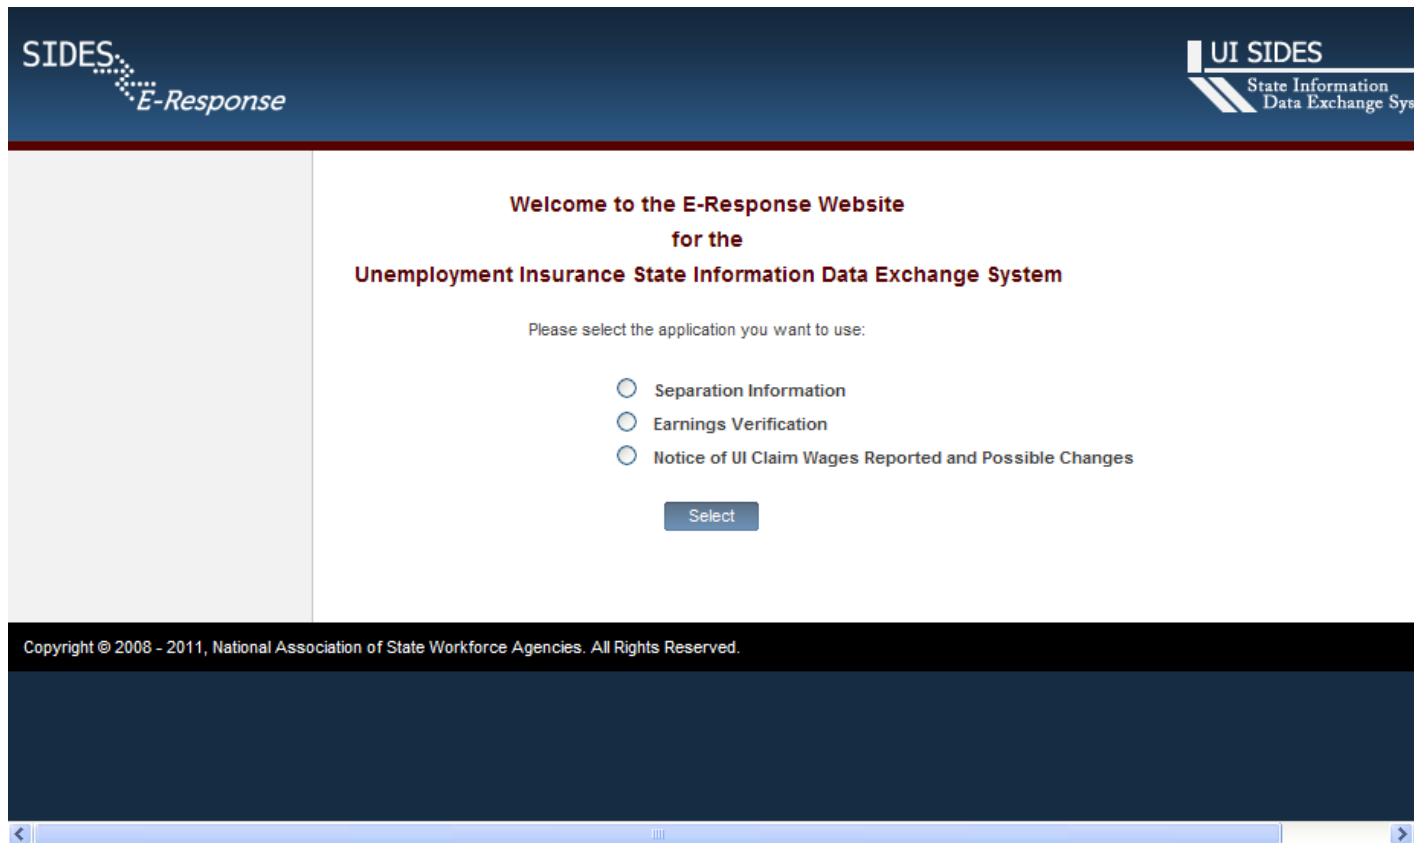 SIDES
E-Response
UI SIDES
State Information
Data Exchange Sys
Welcome to the E-Response Website
for the
Unemployment Insurance State Information Data Exchange System
Please select the application you want to use:
Separation Information
Earnings Verification
Notice of UI Claim Wages Reported and Possible Changes
Select
Copyright © 2008 - 2011, National Association of State Workforce Agencies. All Rights Reserved.